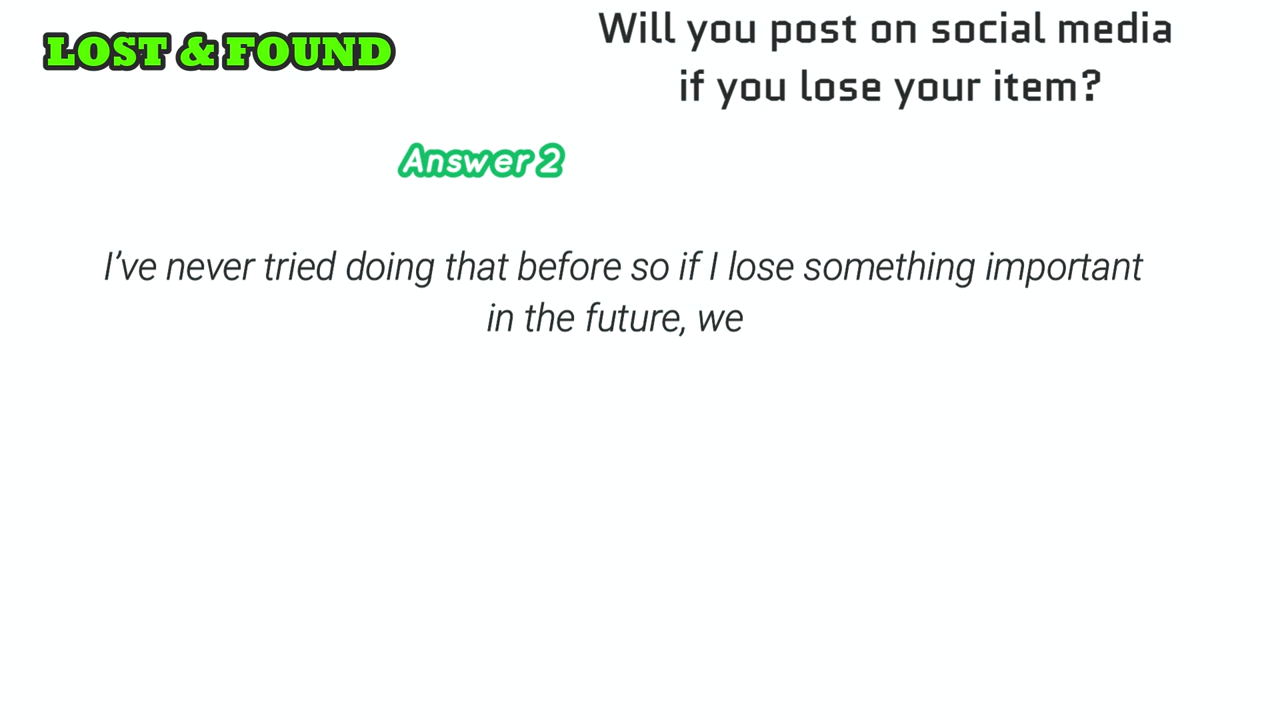 LOST & FOUND
Will you post on social media
if you lose your item?
Answer 2
I’ve never tried doing that before so if I lose something important
in the future, we